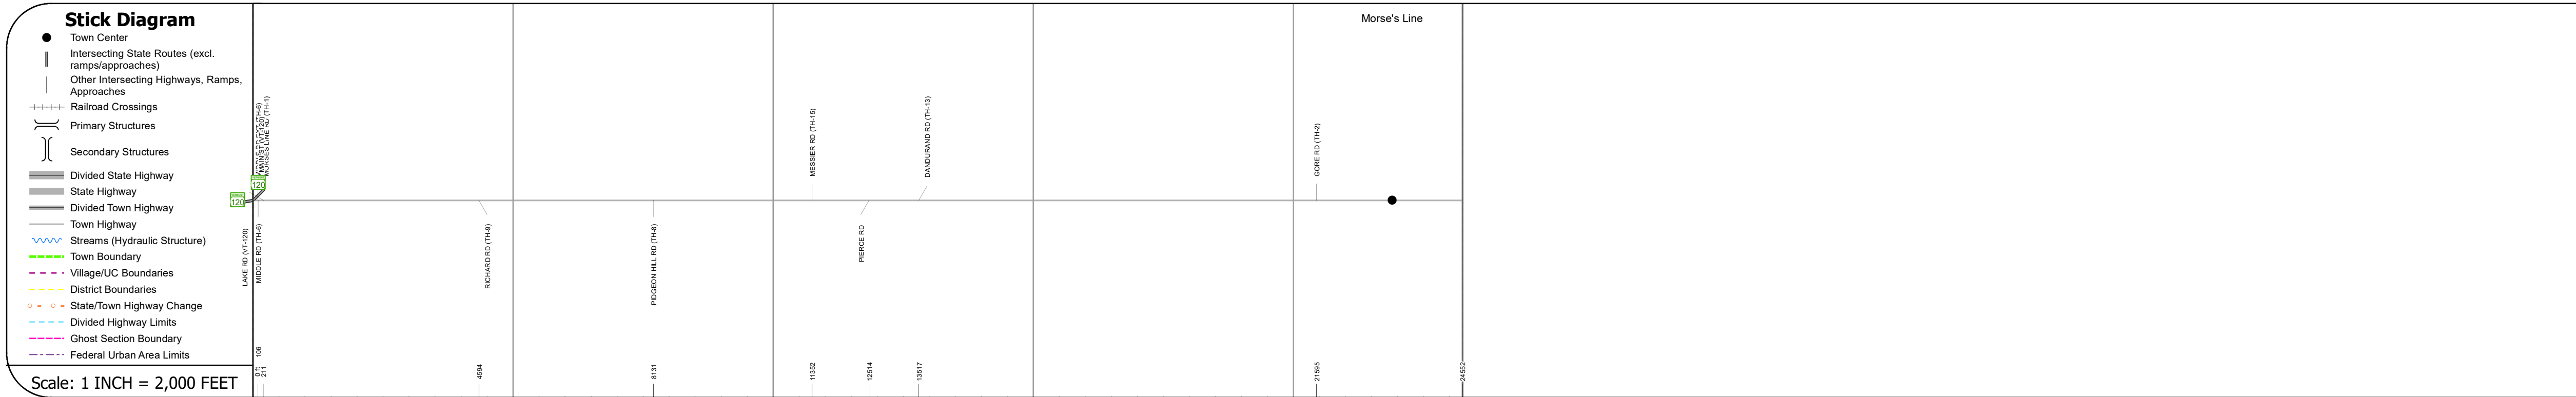 Stick Diagram
Town Center
Intersecting State Routes (excl.
ramps/approaches)
Other Intersecting Highways, Ramps,
Approaches
Railroad Crossings
Primary Structures
Secondary Structures
Divided State Highway
State Highway
Divided Town Highway
Town Highway
Streams (Hydraulic Structure)
Town Boundary
Village/UC Boundaries
District Boundaries
State/Town Highway Change
Divided Highway Limits
Ghost Section Boundary
Federal Urban Area Limits
Scale: 1 INCH = 2,000 FEET
120
120
LAKE RD (VT-120)
MIDDLE RD (TH-6)
MAIN ST (VT-120)
MORSES LINE RD (TH-1)
RICHARD RD (TH-9)
PIDGEON HILL RD (TH-8)
MESSIER RD (TH-15)
PIERCE RD
DANDURAND RD (TH-13)
GORE RD (TH-2)
Morse's Line
0 ft
106
211
4594
8131
11352
12514
13517
21595
24552